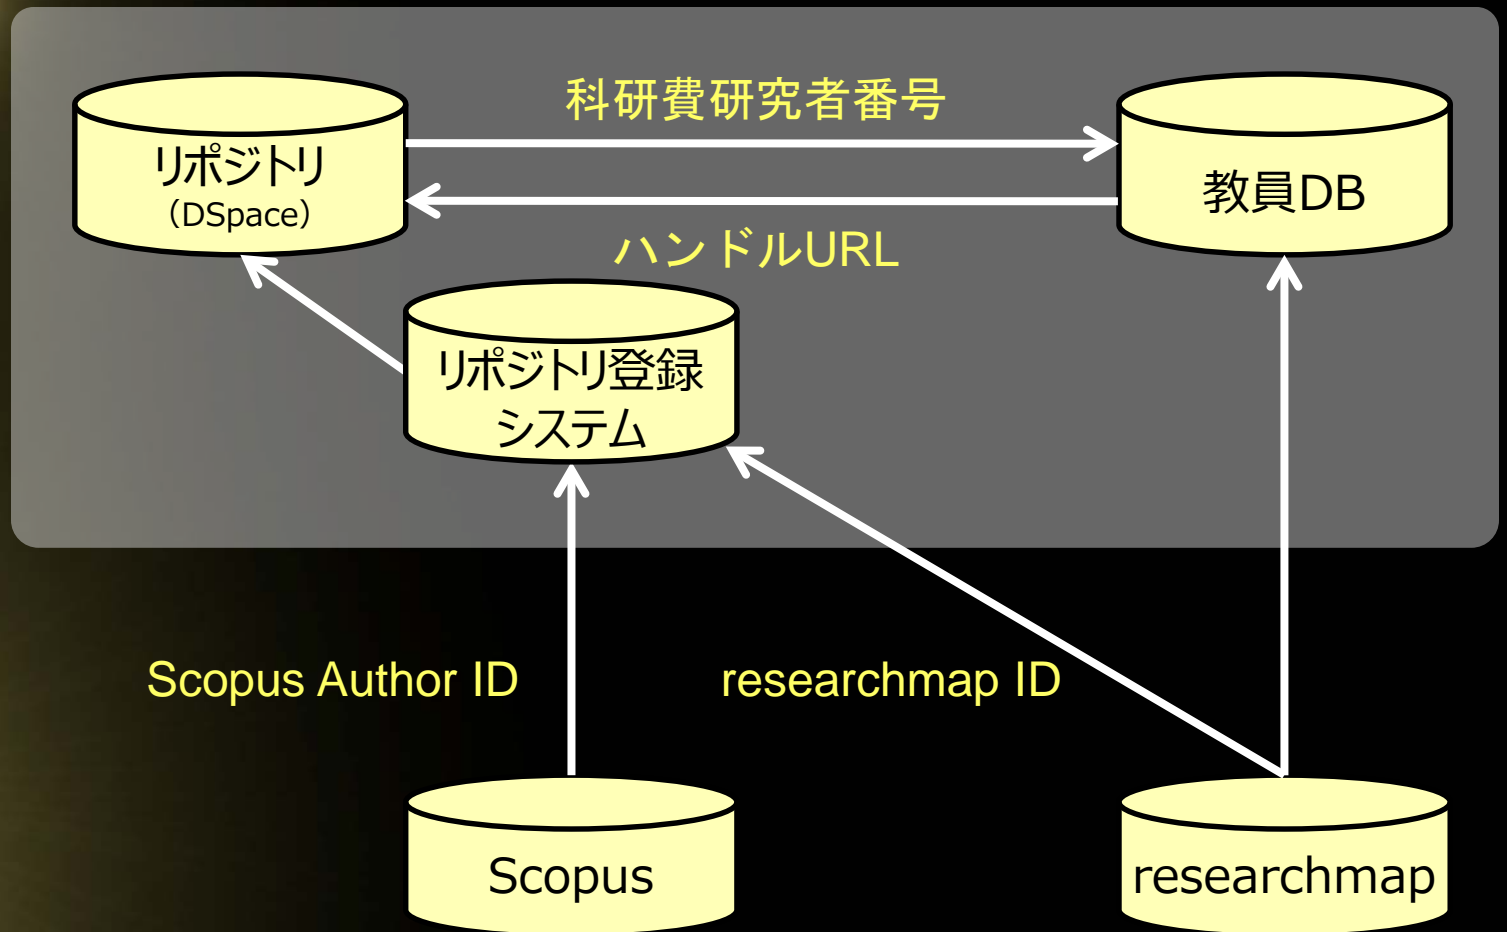 科研費研究者番号
リポジトリ
（DSpace）
教員DB
ハンドルURL
リポジトリ登録
システム
Scopus Author ID
researchmap ID
Scopus
researchmap